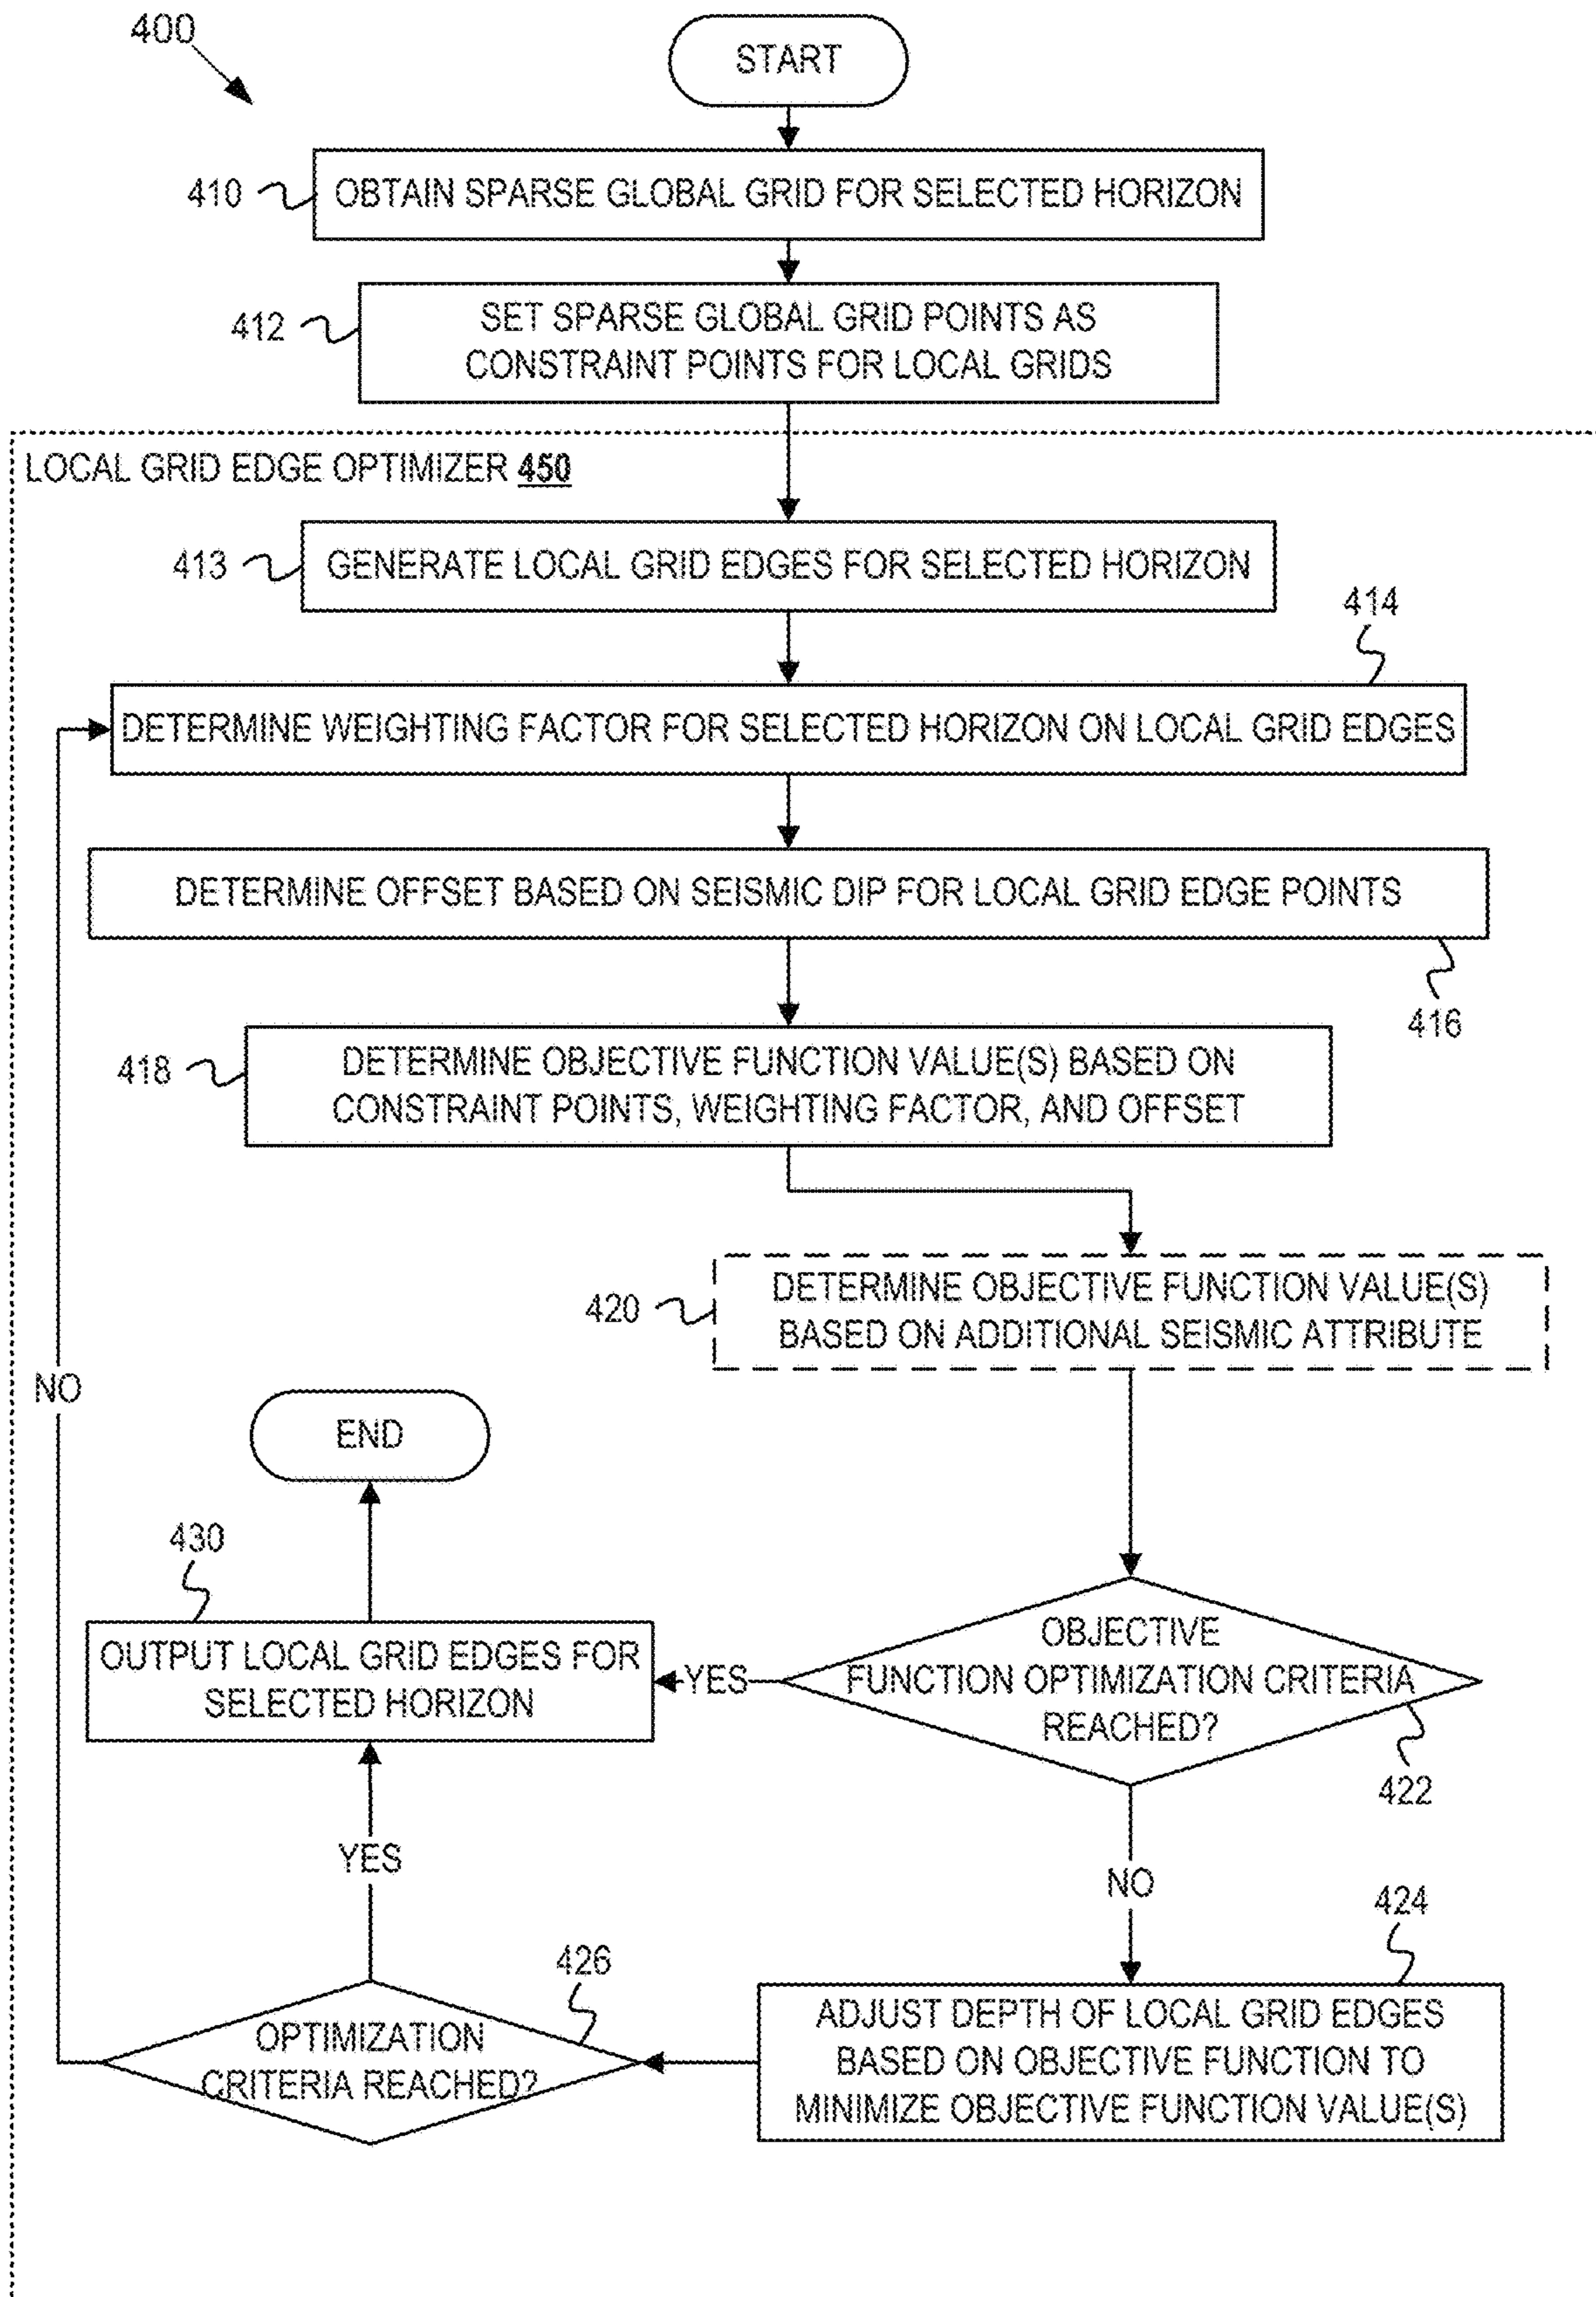 400
START
410
OBTAIN SPARSE GLOBAL GRID FOR SELECTED HORIZON
412
SET SPARSE GLOBAL GRID POINTS AS
CONSTRAINT POINTS FOR LOCAL GRIDS
LOCAL GRID EDGE OPTIMIZER 450
413
GENERATE LOCAL GRID EDGES FOR SELECTED HORIZON
414
DETERMINE WEIGHTING FACTOR FOR SELECTED HORIZON ON LOCAL GRID EDGES
DETERMINE OFFSET BASED ON SEISMIC DIP FOR LOCAL GRID EDGE POINTS
416
418
DETERMINE OBJECTIVE FUNCTION VALUE(S) BASED ON
CONSTRAINT POINTS, WEIGHTING FACTOR, AND OFFSET
420
DETERMINE OBJECTIVE FUNCTION VALUE(S)
BASED ON ADDITIONAL SEISMIC ATTRIBUTE
NO
END
430
OUTPUT LOCAL GRID EDGES FOR
SELECTED HORIZON
YES
OBJECTIVE
FUNCTION OPTIMIZATION CRITERIA
REACHED?
422
YES
NO
424
426
OPTIMIZATION
CRITERIA REACHED?
ADJUST DEPTH OF LOCAL GRID EDGES
BASED ON OBJECTIVE FUNCTION TO
MINIMIZE OBJECTIVE FUNCTION VALUE(S)